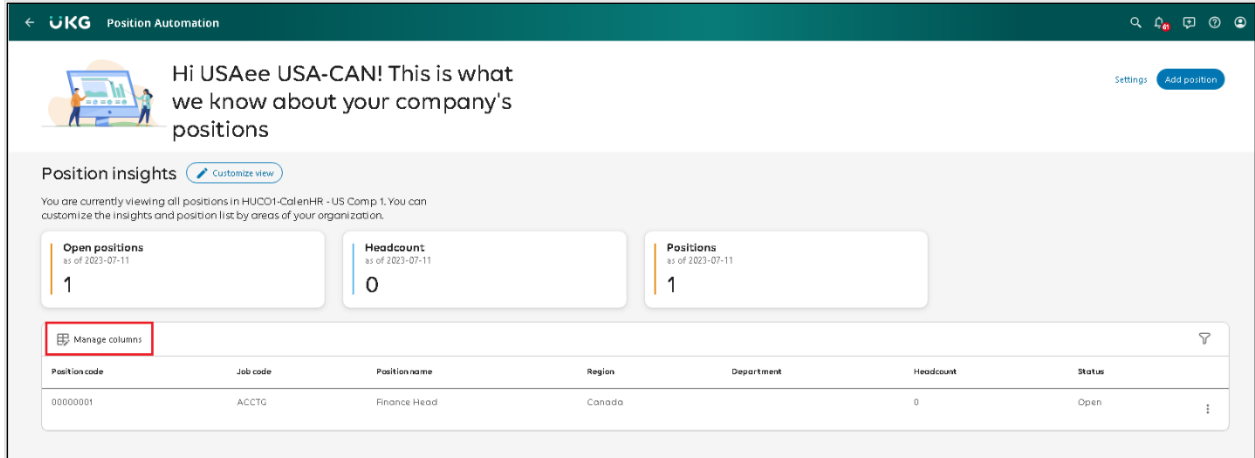 UKG Position Automation
Hi USAee USA-CAN! This is what
we know about your company's
positions
Settings Add position
Position insights Customize view
You are currently viewing all positions in HUCO1-CalenHR - US Comp 1. You can
customize the insights and position list by areas of your organization.
Open positions
as of 2023-07-11
1
Headcount
as of 2023-07-11
0
Positions
as of 2023-07-11
1
Manage columns
Position code Job code Position name Region Department Headcount Status
00000001 ACCTG Finance Head Canada 0 Open